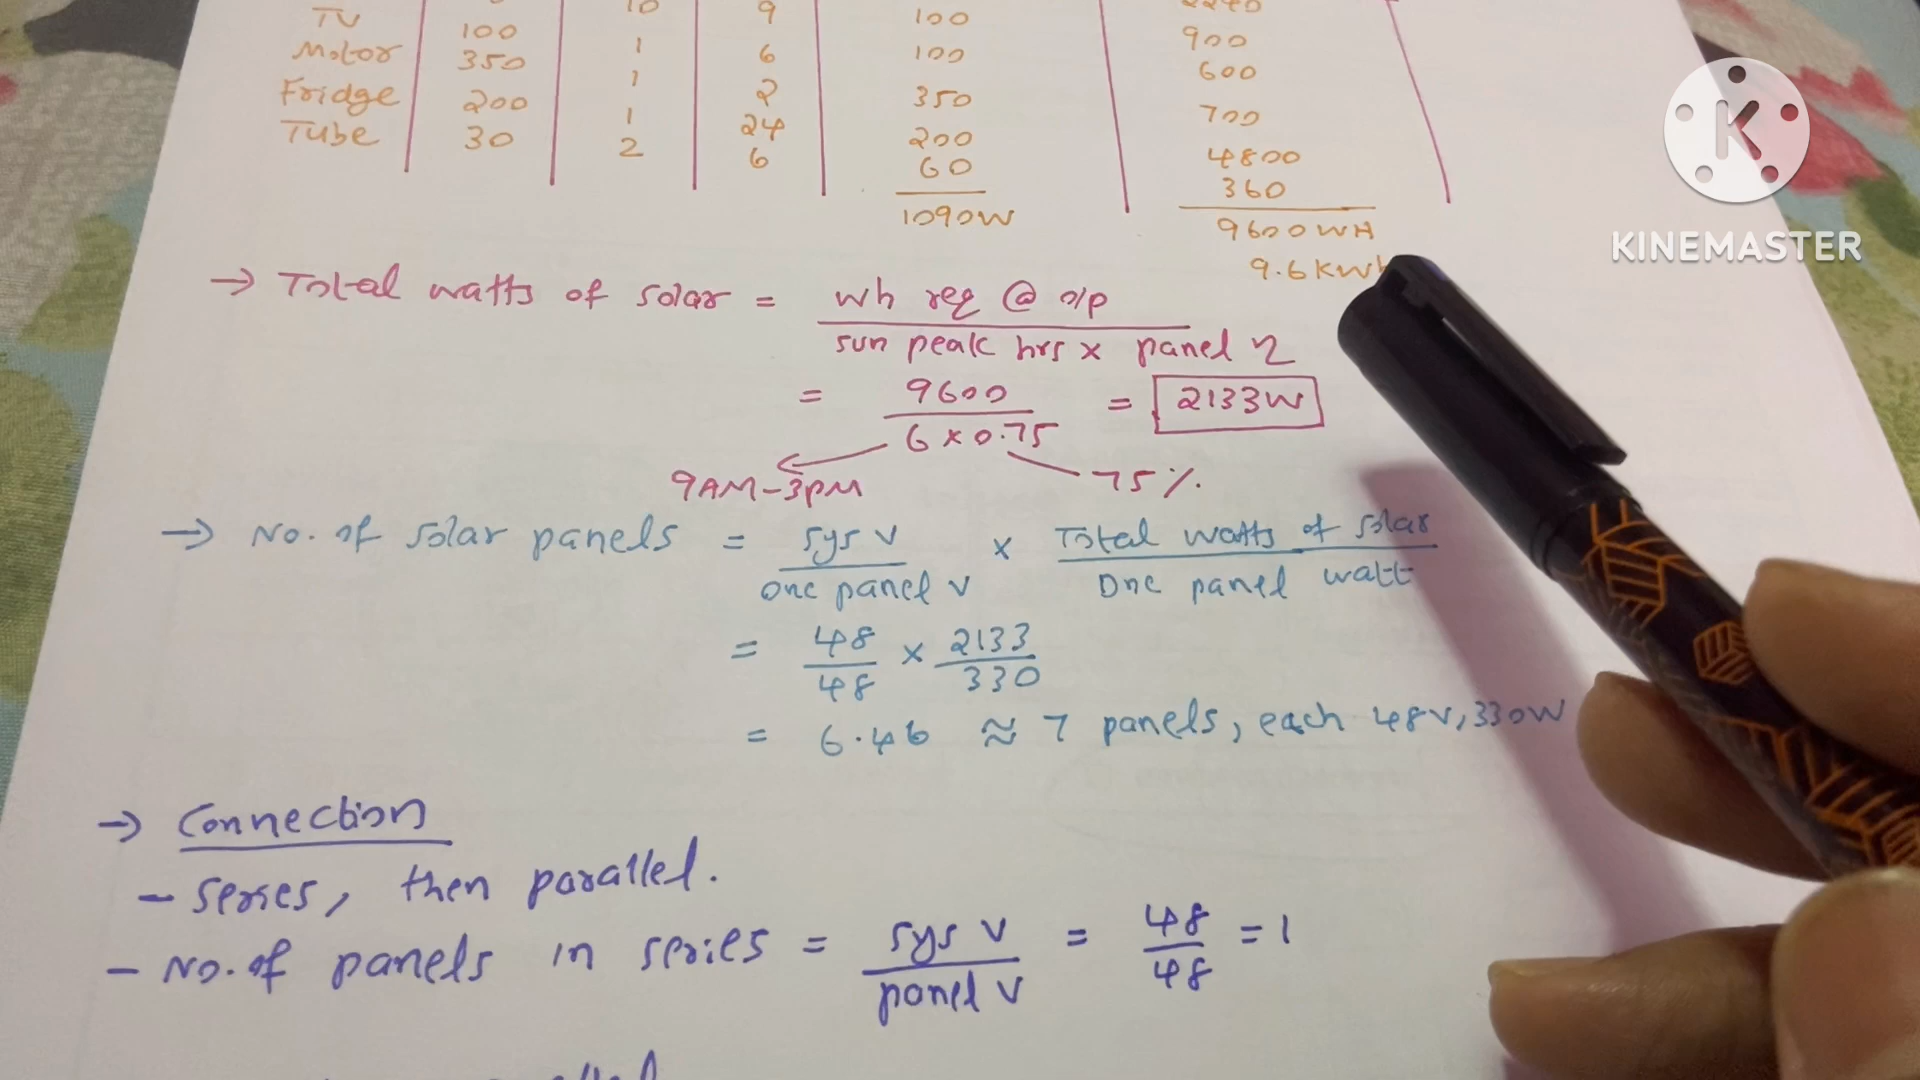 TV 100 10 9 100 2240
Motor 350 1 6 100 900
Fridge 200 1 2 350 600
Tube 30 1 24 200 700
2 6 60 4800
360
1090W 9600WH
9.6KWh
→ Total watts of solar = Wh req @ o/p
sun peak hrs x panel η
= 9600 = 2133W
6 x 0.75
9AM-3PM 75%.
→ No. of solar panels = sys V x Total watts of solar
One panel V One panel watt
= 48 x 2133
48 330
= 6.46 ≈ 7 panels, each 48V, 330W
→ Connection
- Series, then parallel.
- No. of panels in series = sys V = 48 = 1
panel V 48
K
KINEMASTER